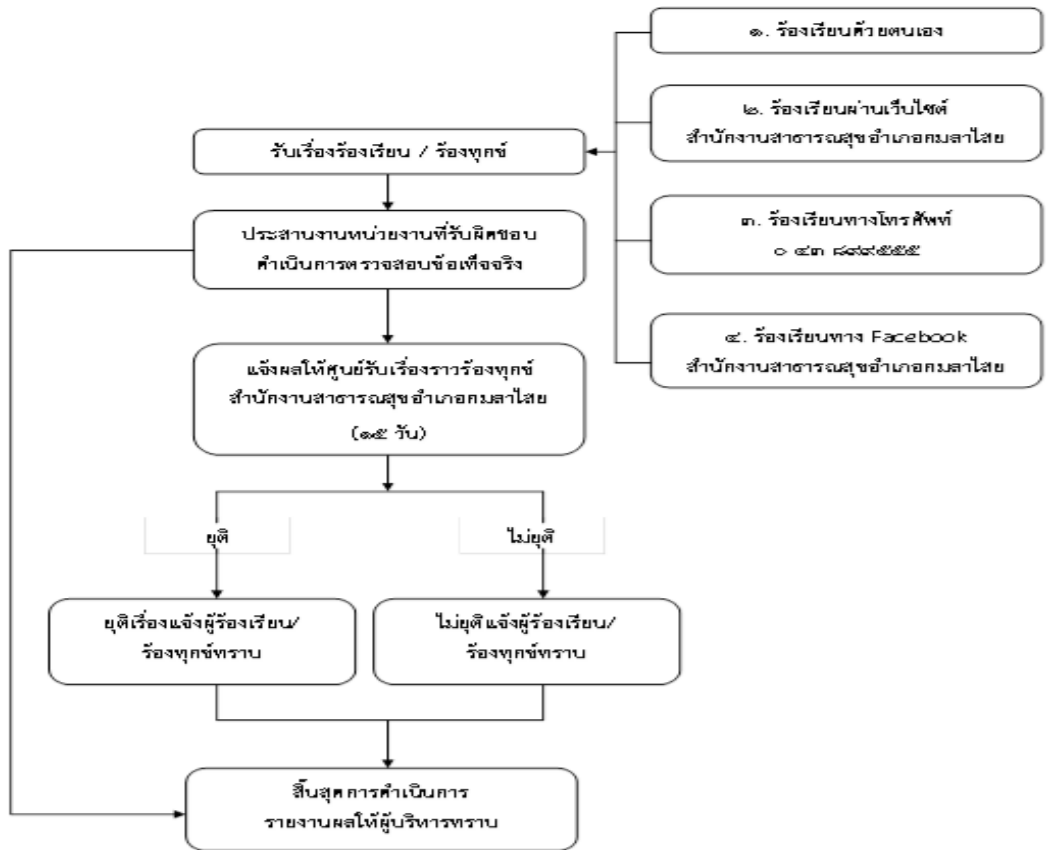 ๑. ร้องเรียนด้วยตนเอง
๒. ร้องเรียนผ่านเว็บไซต์
สำนักงานสาธารณสุขอำเภอกมลาไสย
รับเรื่องร้องเรียน / ร้องทุกข์
๓. ร้องเรียนทางโทรศัพท์
๐ ๔๓ ๘๙๙๕๕๕
ประสานงานหน่วยงานที่รับผิดชอบ
ดำเนินการตรวจสอบข้อเท็จจริง
๔. ร้องเรียนทาง Facebook
สำนักงานสาธารณสุขอำเภอกมลาไสย
แจ้งผลให้ศูนย์รับเรื่องราวร้องทุกข์
สำนักงานสาธารณสุขอำเภอกมลาไสย
(๑๕ วัน)
ยุติ
ไม่ยุติ
ยุติเรื่องแจ้งผู้ร้องเรียน/
ร้องทุกข์ทราบ
ไม่ยุติแจ้งผู้ร้องเรียน/
ร้องทุกข์ทราบ
สิ้นสุดการดำเนินการ
รายงานผลให้ผู้บริหารทราบ